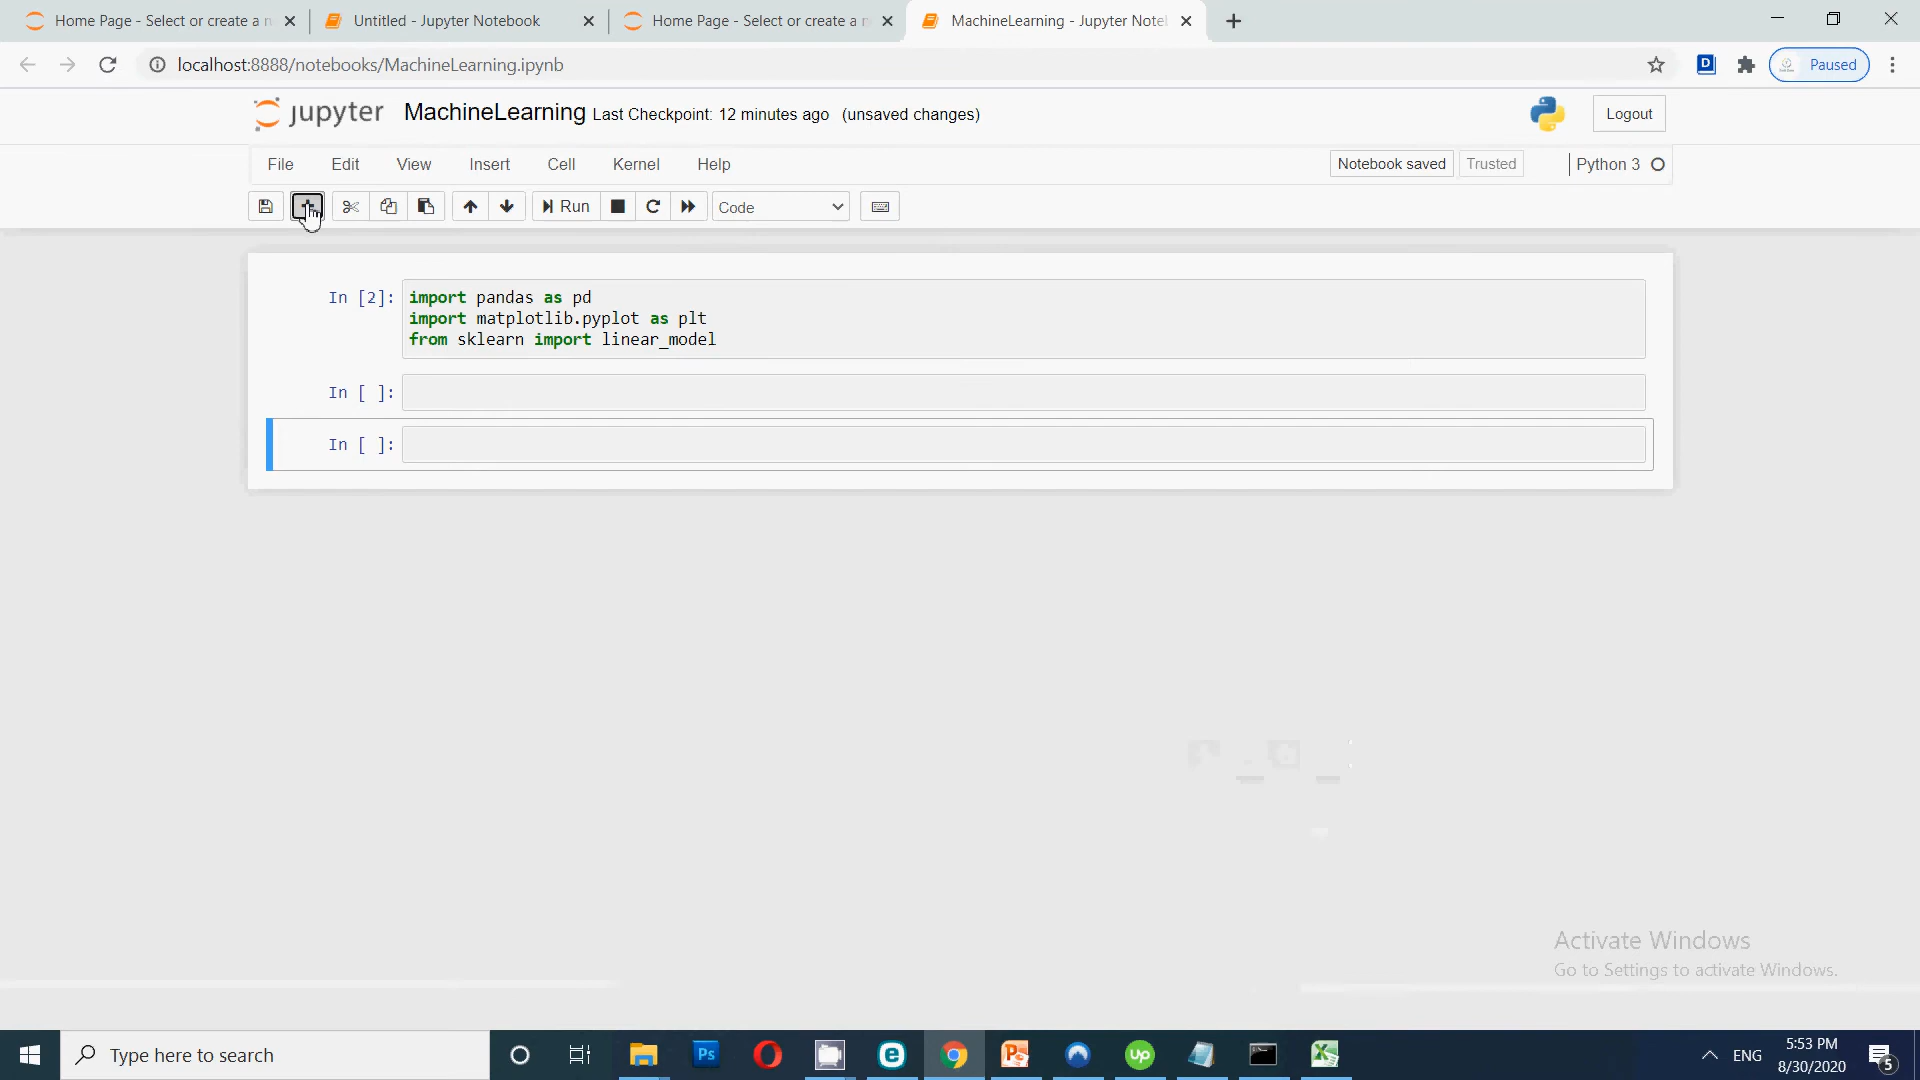 Home Page - Select or create a n
Untitled - Jupyter Notebook
Home Page - Select or create a n
MachineLearning - Jupyter Note
localhost:8888/notebooks/MachineLearning.ipynb
D
Paused
jupyter
MachineLearning Last Checkpoint: 12 minutes ago (unsaved changes)
Logout
File Edit View Insert Cell Kernel Help
Notebook saved Trusted Python 3
Run
Code
In [2]:
import pandas as pd
import matplotlib.pyplot as plt
from sklearn import linear_model
In [ ]:
In [ ]:
Activate Windows
Go to Settings to activate Windows.
Type here to search
Ps
up
ENG
5:53 PM
8/30/2020
5